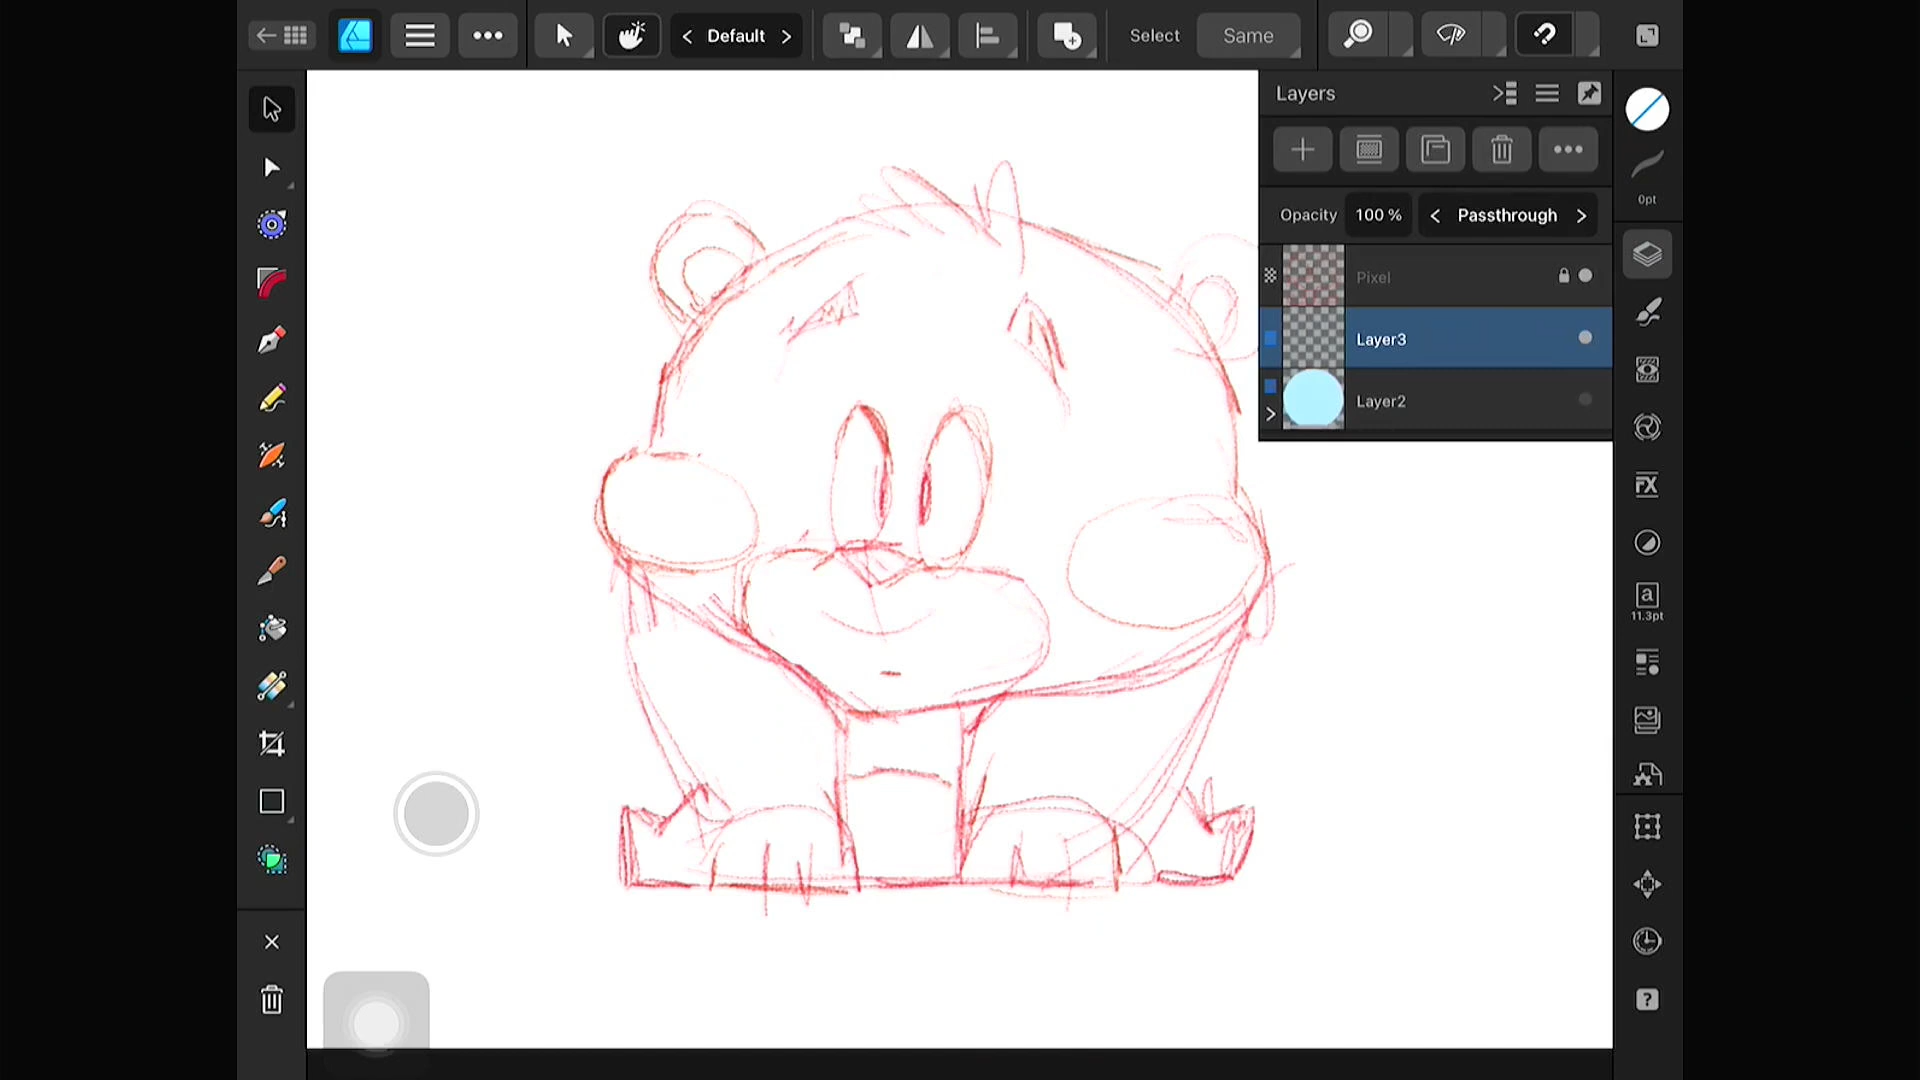 Default
Select
Same
Layers
0pt
Opacity
100 %
Passthrough
Pixel
Layer3
Layer2
FX
a
11.3pt
?